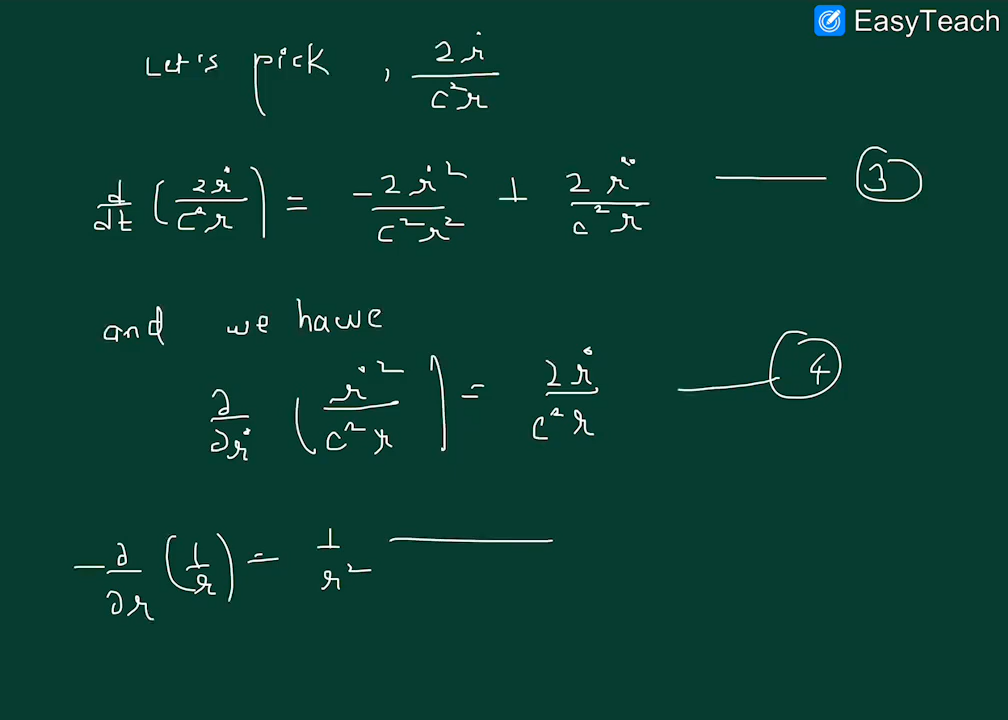 EasyTeach
Let's pick , 2ṙ/c²r
d/dt (2ṙ/c²r) = -2ṙ²/c²r² + 2r̈/c²r —— ③
and we have
∂/∂ṙ (ṙ²/c²r) = 2ṙ/c²r —— ④
-∂/∂r (1/r) = 1/r² ——